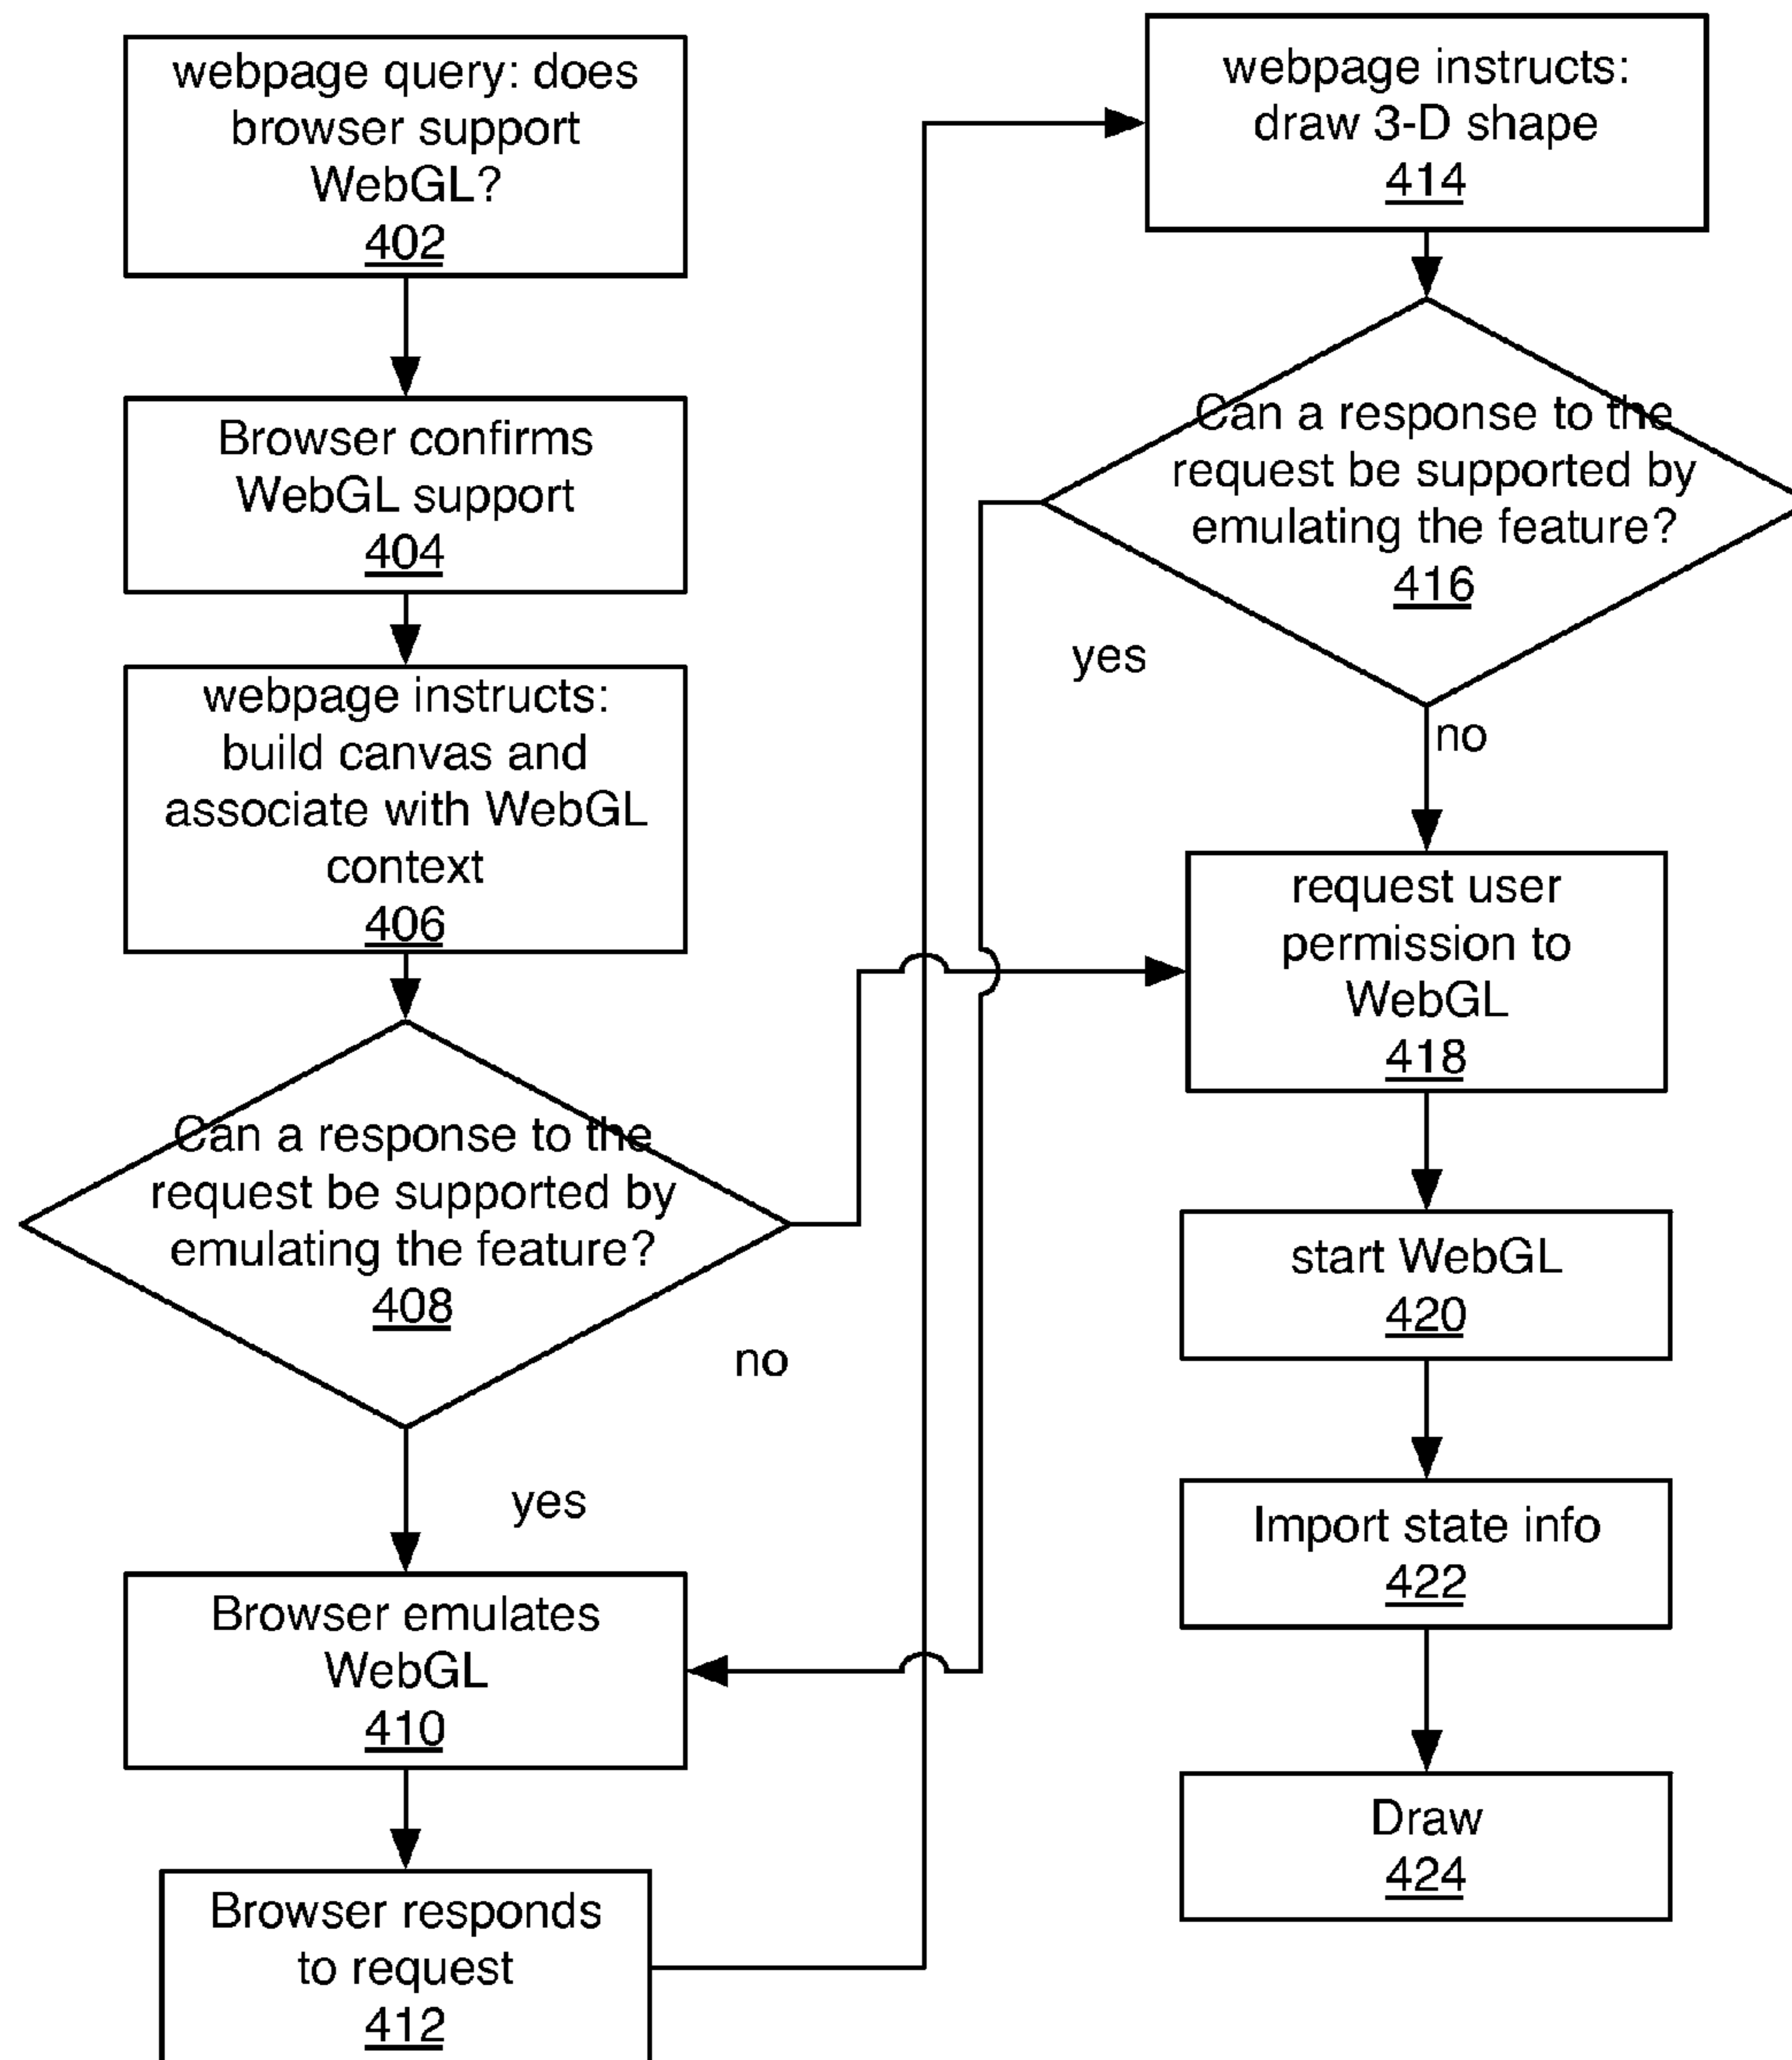 webpage query: does
browser support
WebGL?
402
Browser confirms
WebGL support
404
webpage instructs:
build canvas and
associate with WebGL
context
406
Can a response to the
request be supported by
emulating the feature?
408
no
yes
Browser emulates
WebGL
410
Browser responds
to request
412
webpage instructs:
draw 3-D shape
414
Can a response to the
request be supported by
emulating the feature?
416
yes
no
request user
permission to
WebGL
418
start WebGL
420
Import state info
422
Draw
424